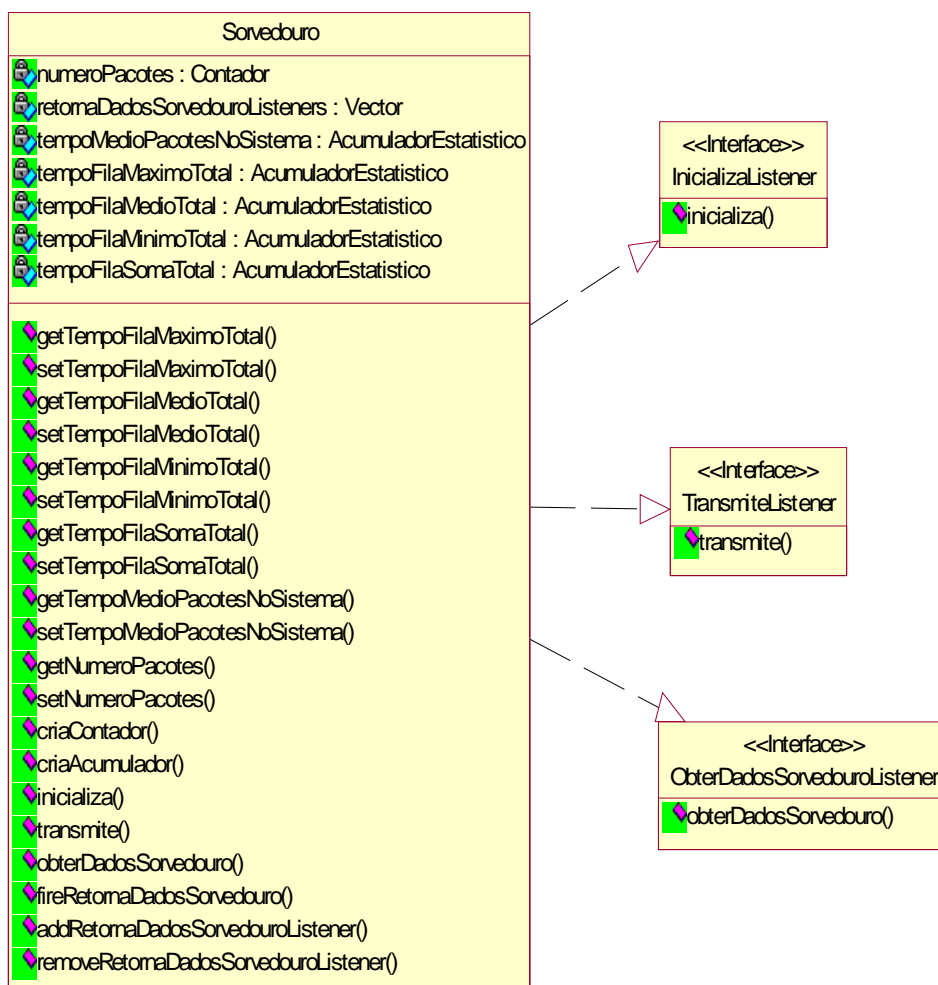 Sorvedouro
numeroPacotes : Contador
retornaDadosSorvedouroListeners : Vector
tempoMedioPacotesNoSistema : AcumuladorEstatistico
tempoFilaMaximoTotal : AcumuladorEstatistico
tempoFilaMedioTotal : AcumuladorEstatistico
tempoFilaMinimoTotal : AcumuladorEstatistico
tempoFilaSomaTotal : AcumuladorEstatistico
getTempoFilaMaximoTotal()
setTempoFilaMaximoTotal()
getTempoFilaMedioTotal()
setTempoFilaMedioTotal()
getTempoFilaMinimoTotal()
setTempoFilaMinimoTotal()
getTempoFilaSomaTotal()
setTempoFilaSomaTotal()
getTempoMedioPacotesNoSistema()
setTempoMedioPacotesNoSistema()
getNumeroPacotes()
setNumeroPacotes()
criaContador()
criaAcumulador()
inicializa()
transmite()
obterDadosSorvedouro()
fireRetornaDadosSorvedouro()
addRetornaDadosSorvedouroListener()
removeRetornaDadosSorvedouroListener()
<<Interface>>
InicializaListener
inicializa()
<<Interface>>
TransmiteListener
transmite()
<<Interface>>
ObterDadosSorvedouroListener
obterDadosSorvedouro()